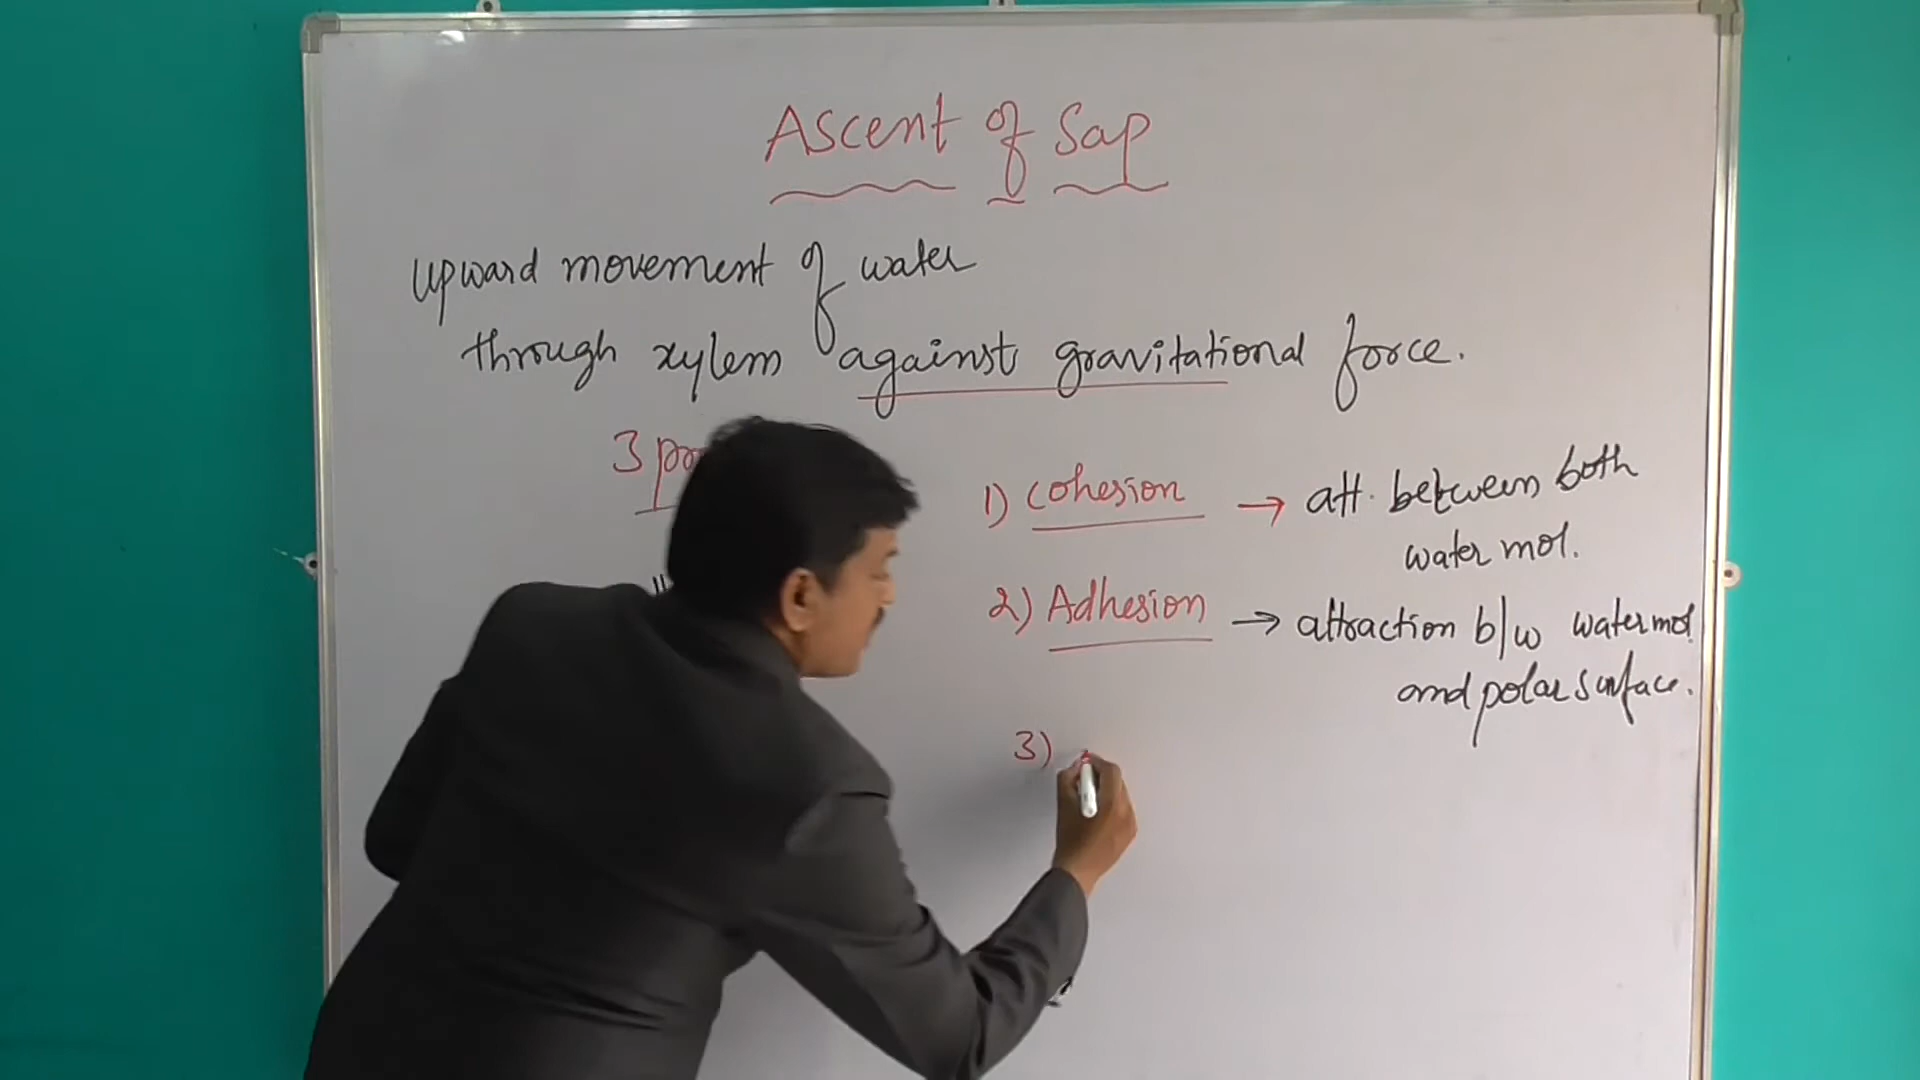 Ascent of Sap
upward movement of water
through xylem against gravitational force.
3
1) Cohesion → att. between both
water mol.
2) Adhesion → attraction b/w water mol.
and polar surface.
3)